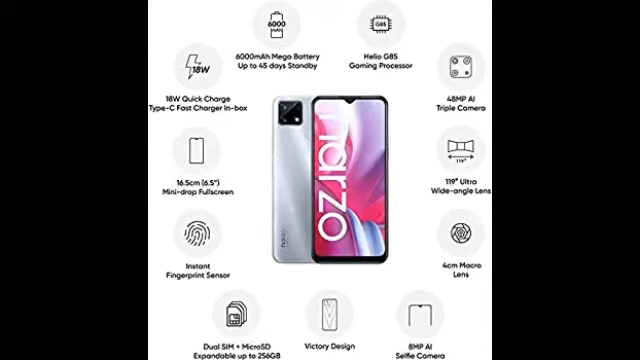 6000
mAh
6000mAh Mega Battery
Up to 45 days Standby
G85
Helio G85
Gaming Processor
18W
18W Quick Charge
Type-C Fast Charger In-box
48MP AI
Triple Camera
16.5cm (6.5")
Mini-drop Fullscreen
119°
119° Ultra
Wide-angle Lens
narzo
narzo
Instant
Fingerprint Sensor
4cm Macro
Lens
Dual SIM + MicroSD
Expandable up to 256GB
Victory Design
8MP AI
Selfie Camera